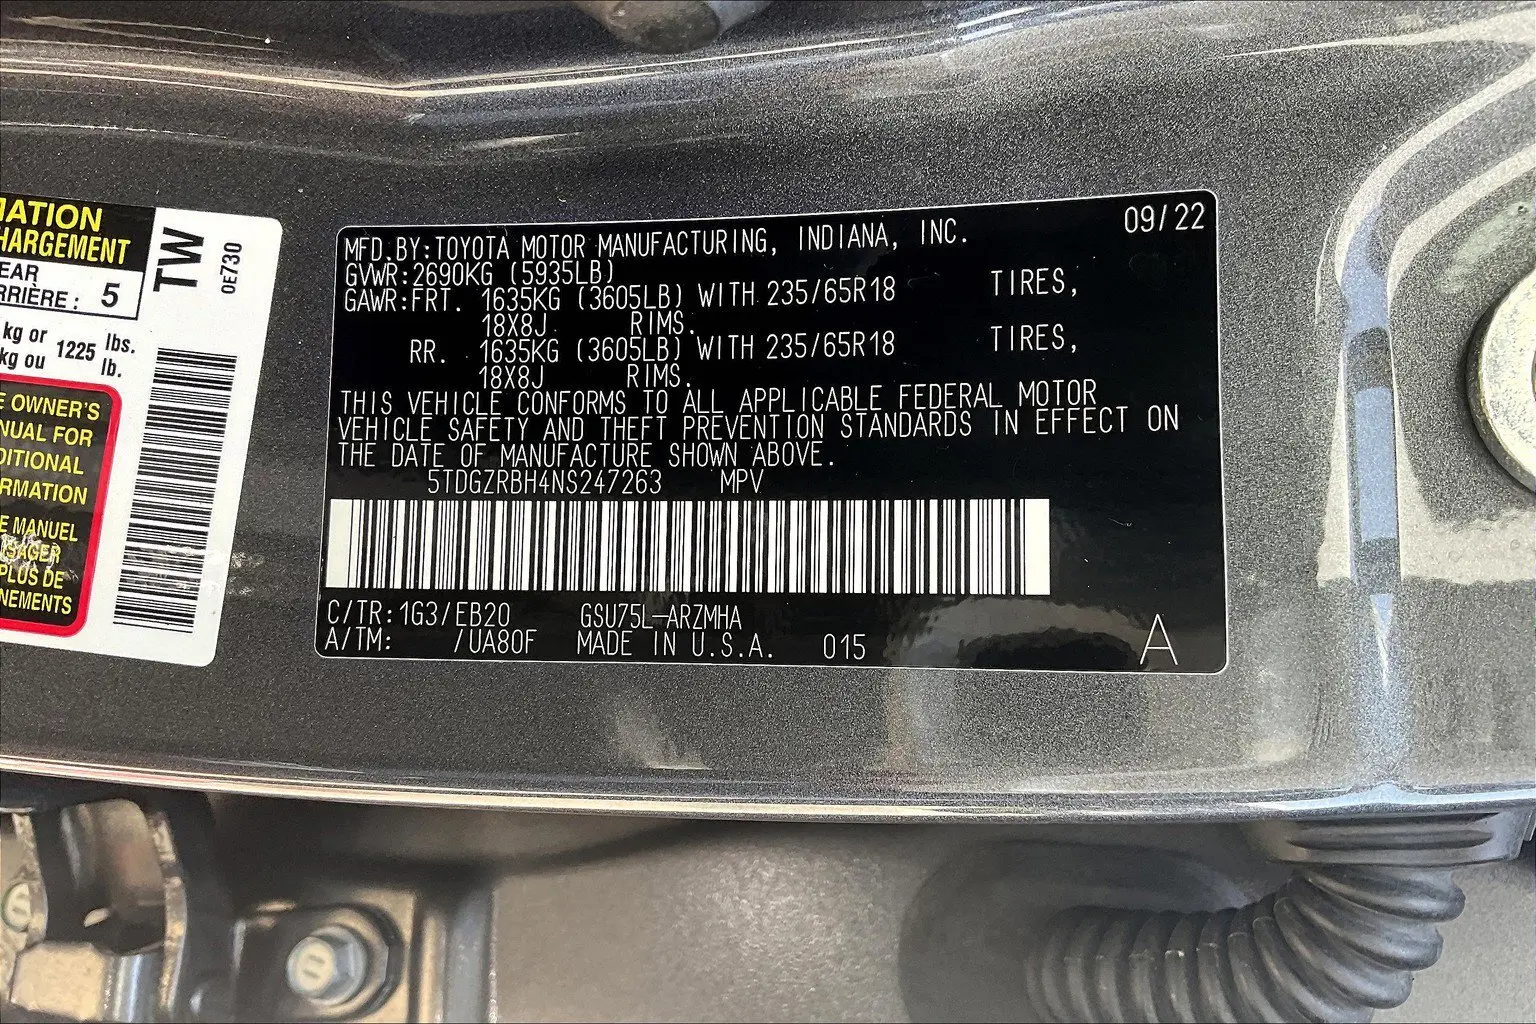 MATION
HARGEMENT
EAR
RRIÈRE : 5
kg or
kg ou 1225 lbs.
lb.
E OWNER'S
NUAL FOR
DITIONAL
RMATION
E MANUEL
PLUS DE
NEMENTS
TW
0E730
09/22
MFD.BY:TOYOTA MOTOR MANUFACTURING, INDIANA, INC.
GVWR:2690KG (5935LB)
GAWR:FRT. 1635KG (3605LB) WITH 235/65R18 TIRES,
18X8J RIMS.
RR. 1635KG (3605LB) WITH 235/65R18 TIRES,
18X8J RIMS.
THIS VEHICLE CONFORMS TO ALL APPLICABLE FEDERAL MOTOR
VEHICLE SAFETY AND THEFT PREVENTION STANDARDS IN EFFECT ON
THE DATE OF MANUFACTURE SHOWN ABOVE.
5TDGZRBH4NS247263 MPV
C/TR:1G3/EB20 GSU75L-ARZMHA
A/TM: /UA80F MADE IN U.S.A. 015
A